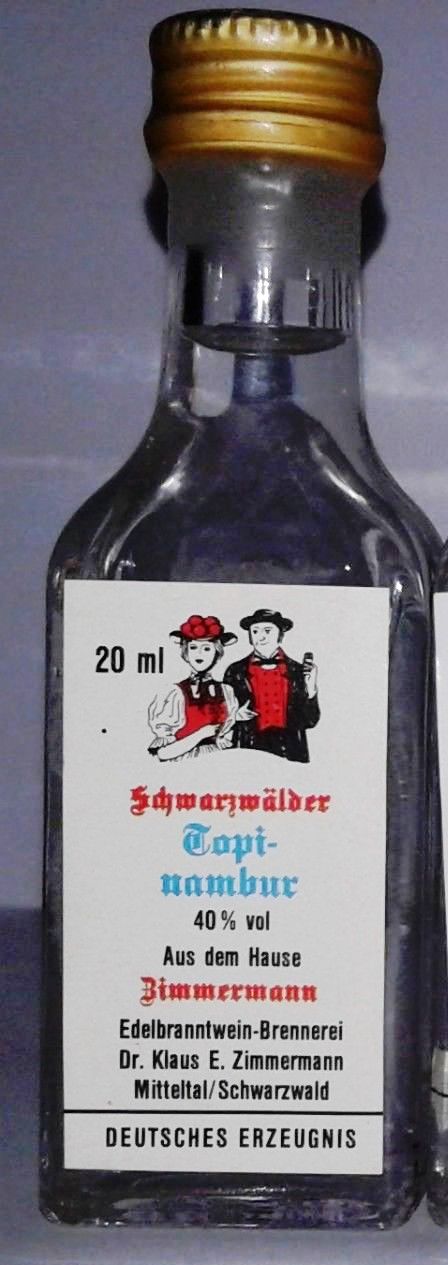 20 ml
Schwarzwälder
Topi-
nambur
40% vol
Aus dem Hause
Zimmermann
Edelbranntwein-Brennerei
Dr. Klaus E. Zimmermann
Mitteltal/Schwarzwald
DEUTSCHES ERZEUGNIS